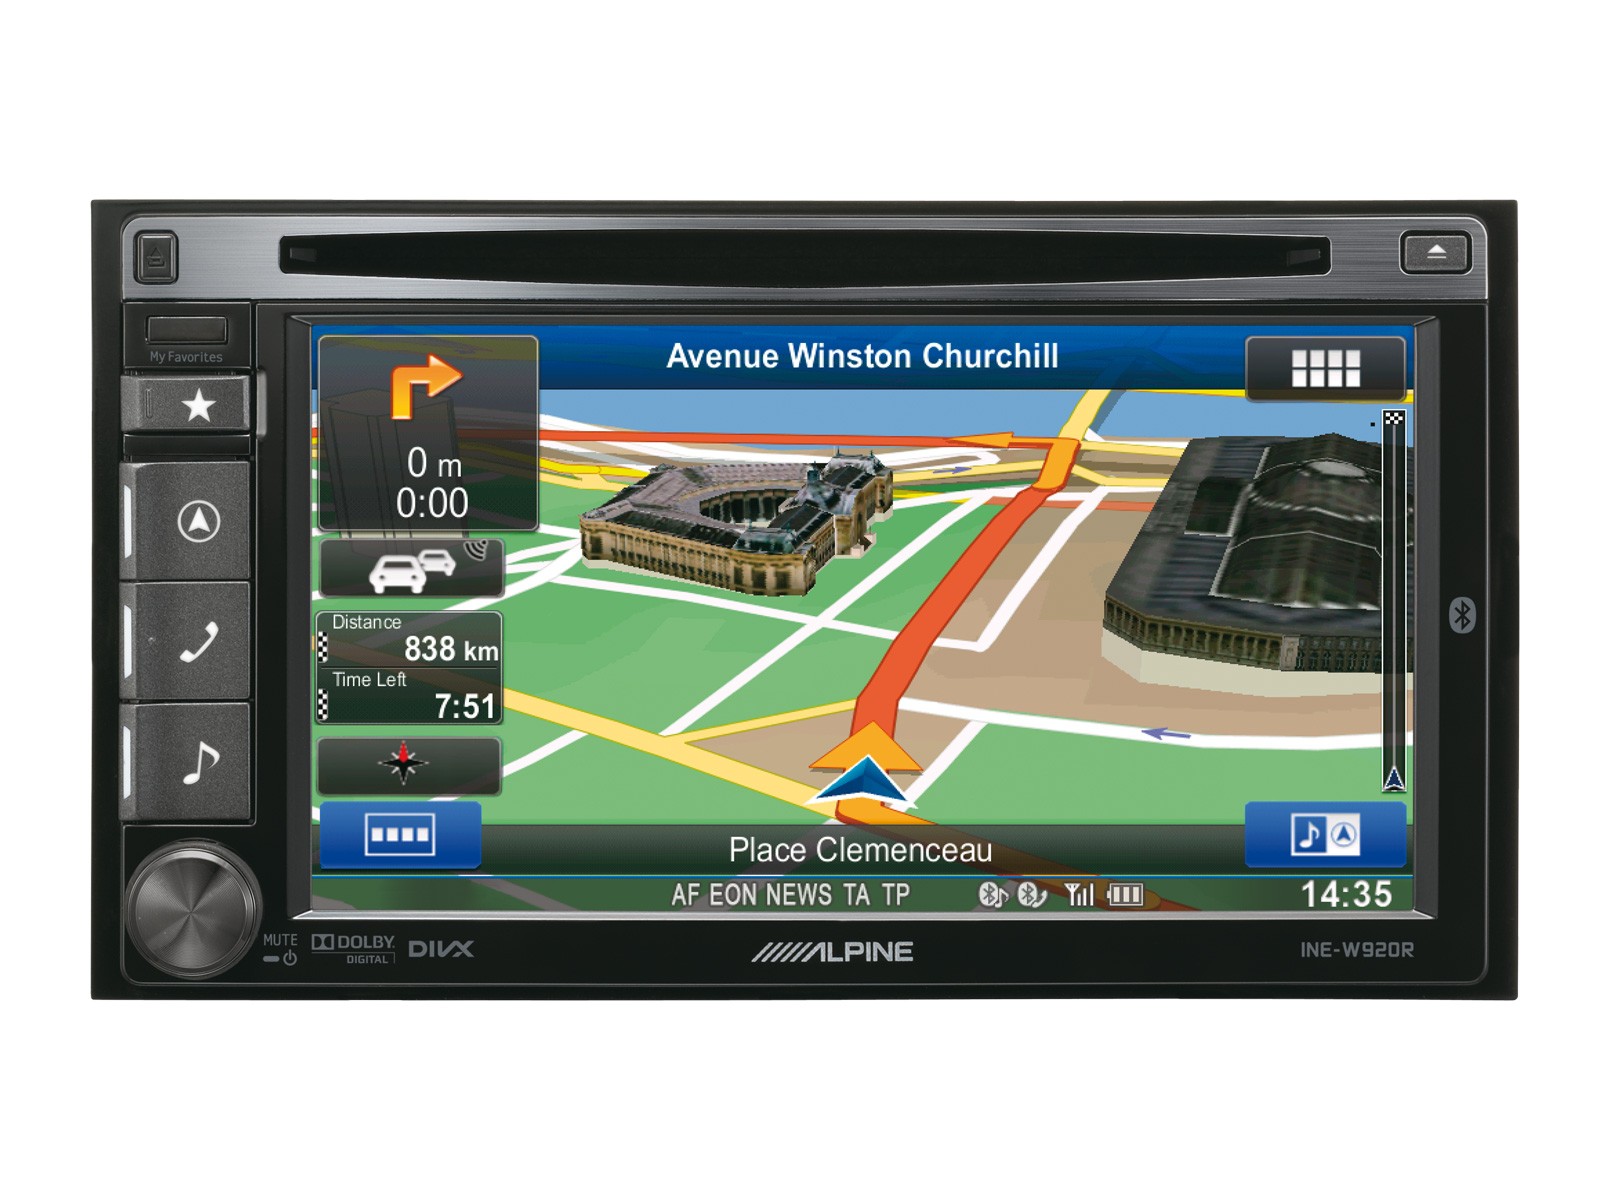 My Favorites
Avenue Winston Churchill
0 m
0:00
Distance
838 km
Time Left
7:51
Place Clemenceau
AF EON NEWS TA TP
14:35
MUTE
DOLBY
DIGITAL
DIVX
ALPINE
INE-W920R